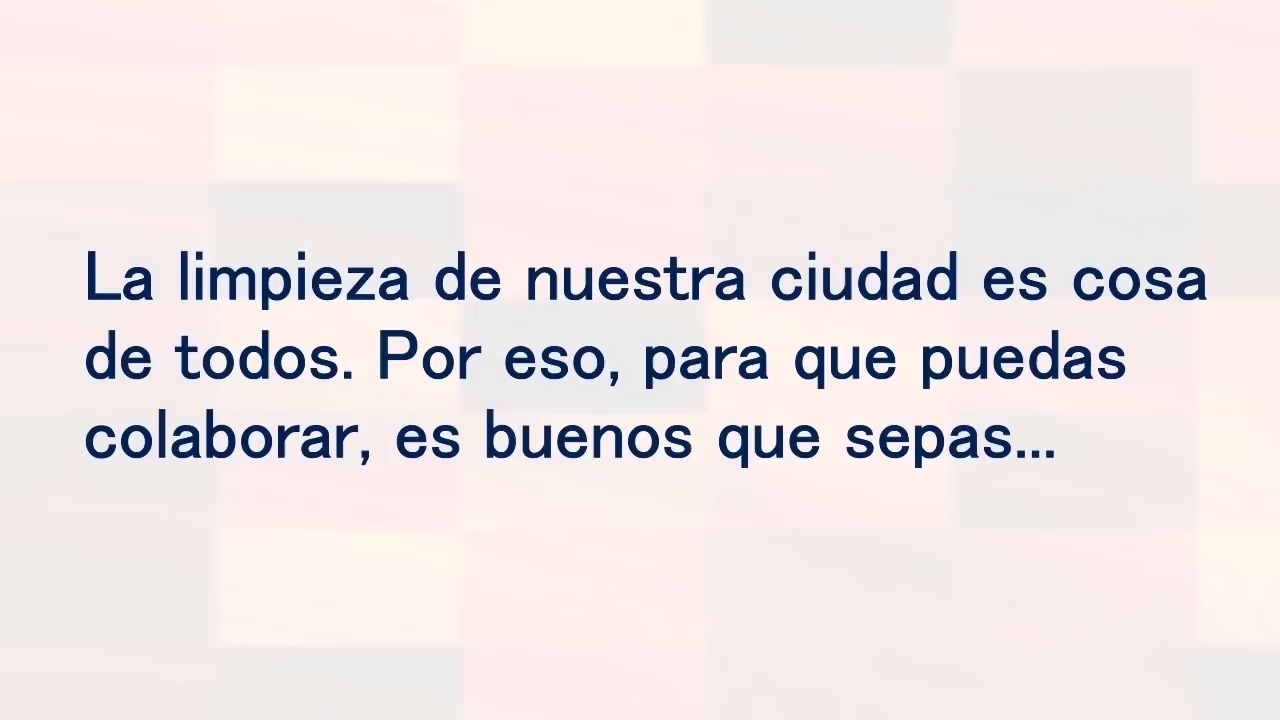 La limpieza de nuestra ciudad es cosa
de todos. Por eso, para que puedas
colaborar, es buenos que sepas...